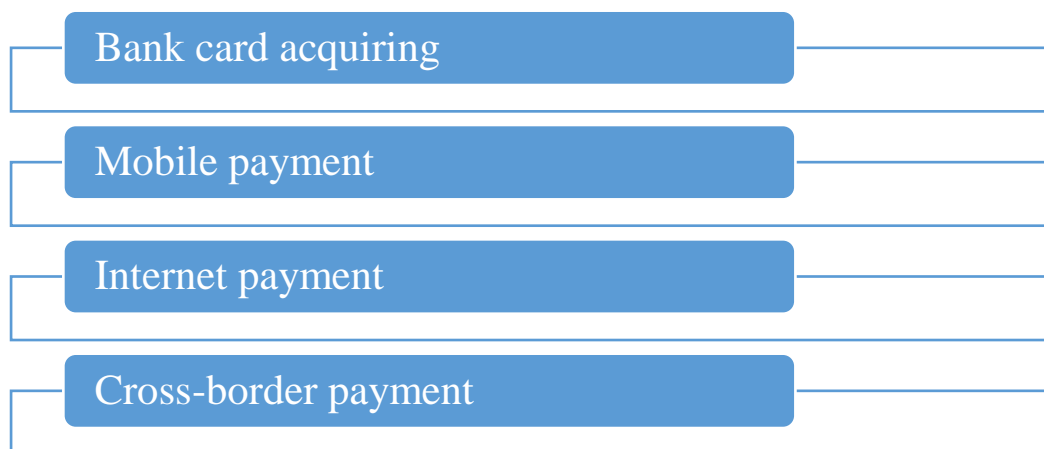 Bank card acquiring
Mobile payment
Internet payment
Cross-border payment